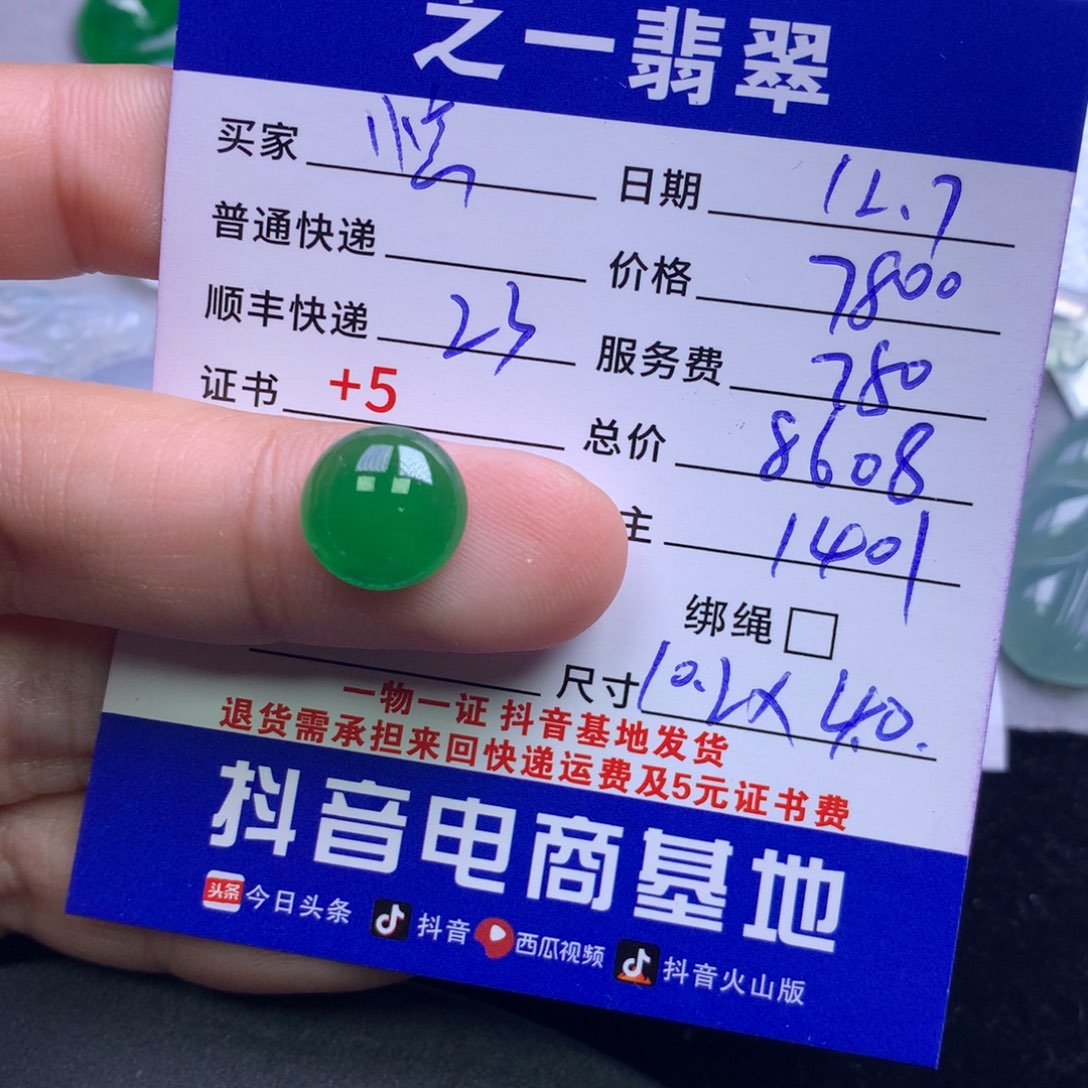 之一翡翠
买家 日期 12.7
普通快递 价格 7800
顺丰快递 23 服务费 780
证书 +5 总价 8608
主 1401
绑绳
尺寸 10.2X4.0.
一物一证 抖音基地发货
退货需承担来回快递运费及5元证书费
抖音电商基地
头条 今日头条 抖音 西瓜视频 抖音火山版